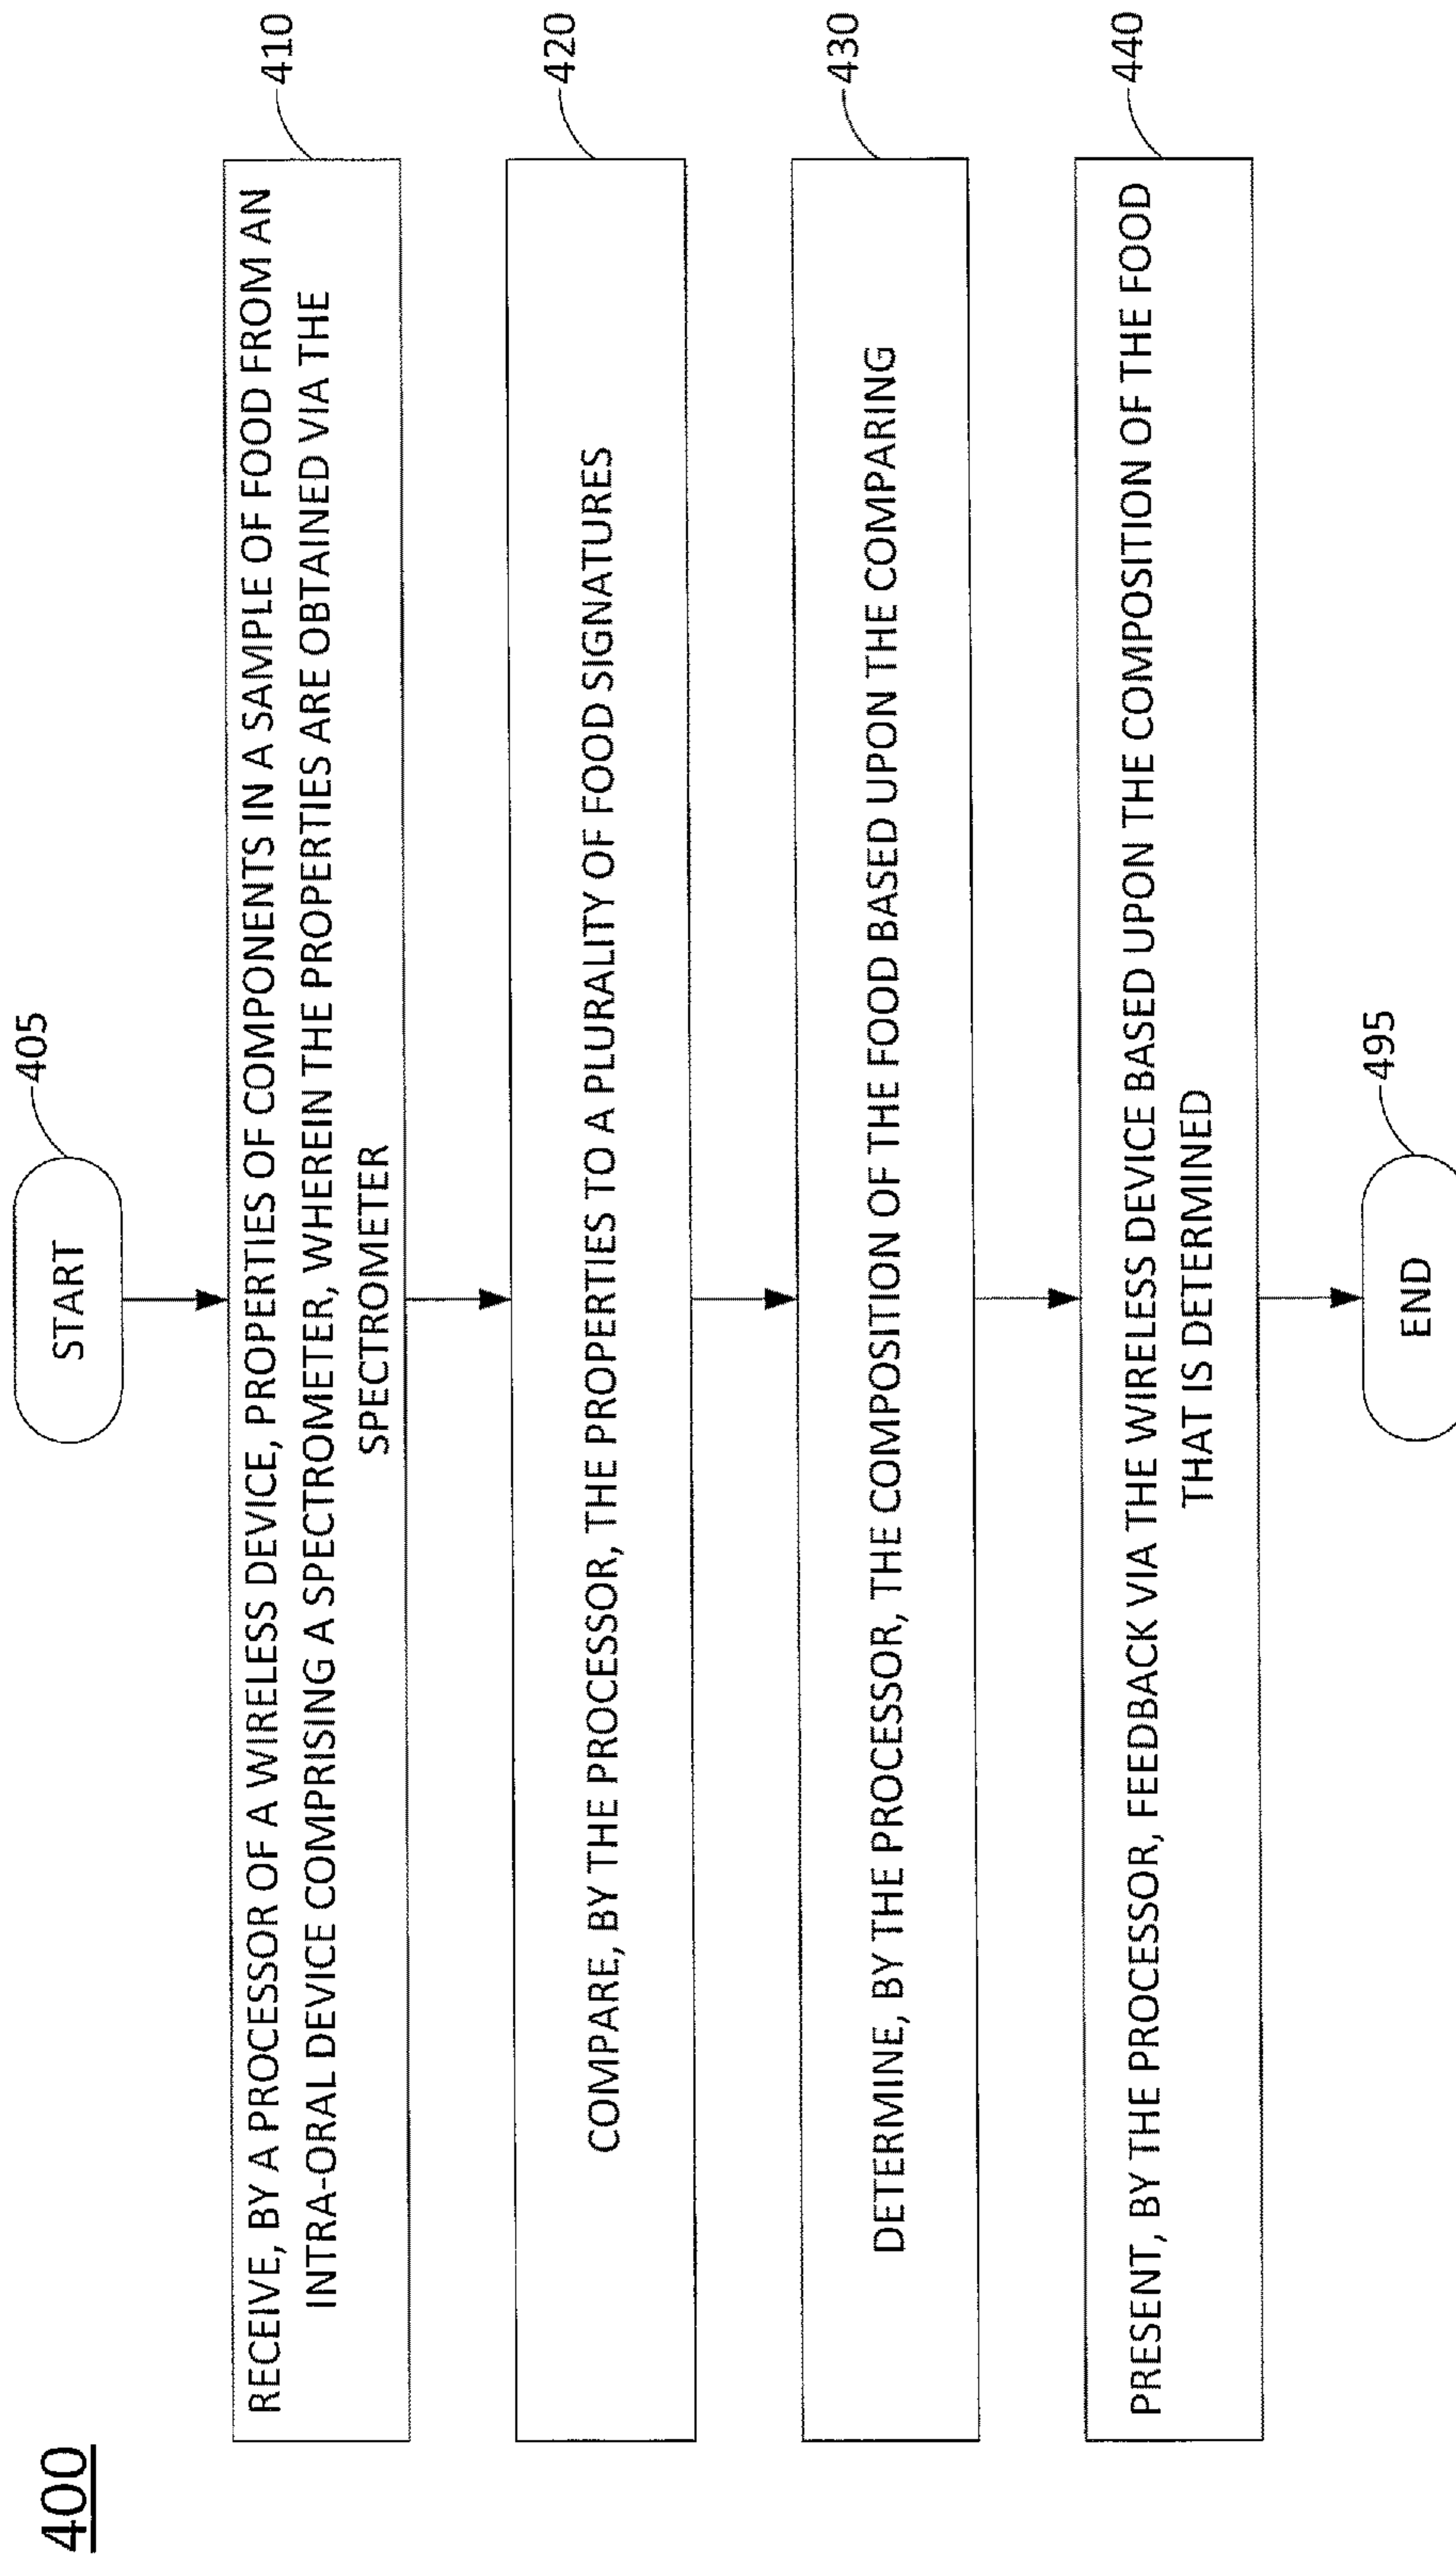 400
START
405
RECEIVE, BY A PROCESSOR OF A WIRELESS DEVICE, PROPERTIES OF COMPONENTS IN A SAMPLE OF FOOD FROM AN
INTRA-ORAL DEVICE COMPRISING A SPECTROMETER, WHEREIN THE PROPERTIES ARE OBTAINED VIA THE
SPECTROMETER
410
COMPARE, BY THE PROCESSOR, THE PROPERTIES TO A PLURALITY OF FOOD SIGNATURES
420
DETERMINE, BY THE PROCESSOR, THE COMPOSITION OF THE FOOD BASED UPON THE COMPARING
430
PRESENT, BY THE PROCESSOR, FEEDBACK VIA THE WIRELESS DEVICE BASED UPON THE COMPOSITION OF THE FOOD
THAT IS DETERMINED
440
END
495